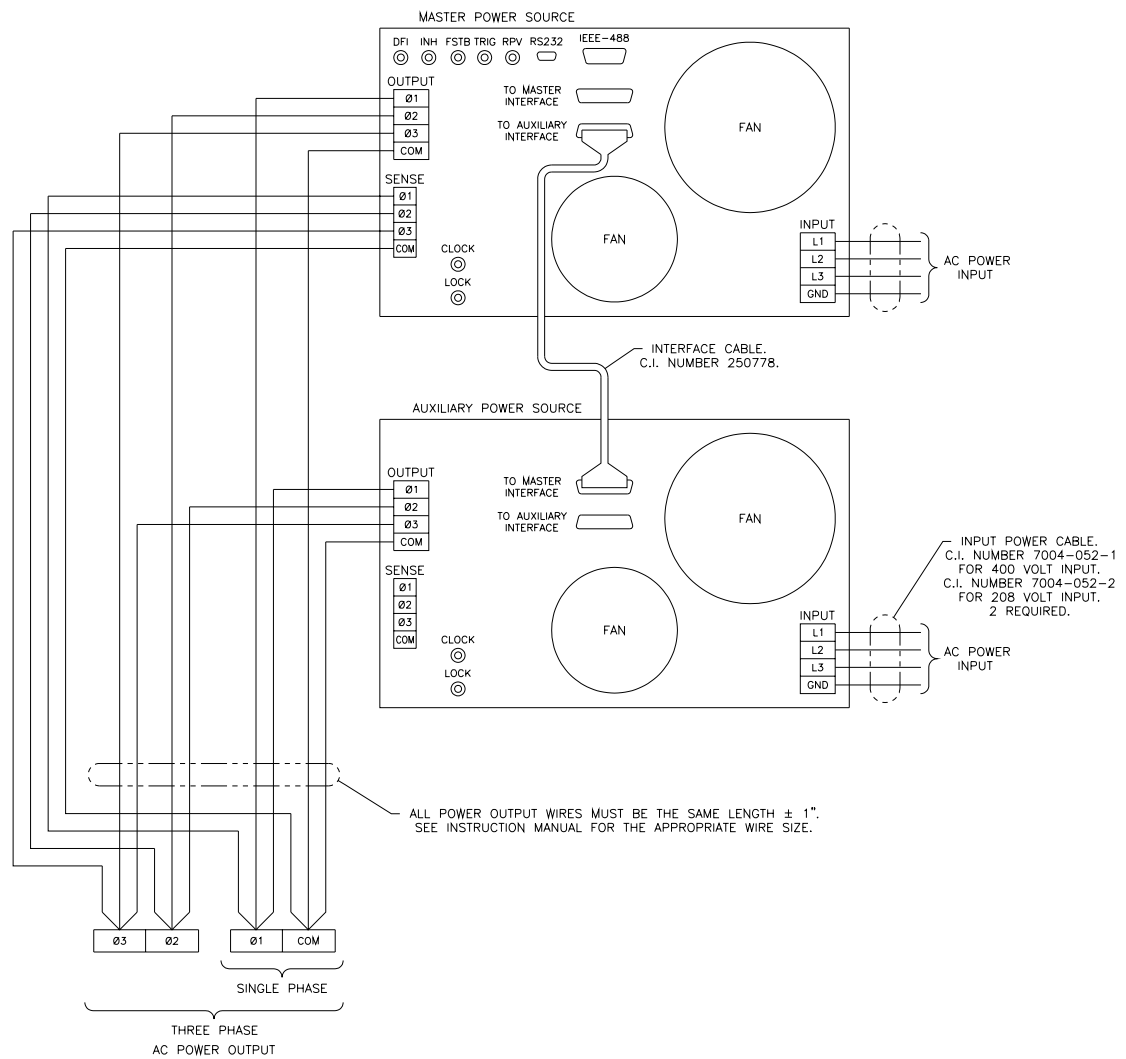 MASTER POWER SOURCE
DFI INH FSTB TRIG RPV RS232 IEEE-488
OUTPUT
Ø1
Ø2
Ø3
COM
TO MASTER
INTERFACE
TO AUXILIARY
INTERFACE
FAN
SENSE
Ø1
Ø2
Ø3
COM
FAN
CLOCK
LOCK
INPUT
L1
L2
L3
GND
AC POWER
INPUT
INTERFACE CABLE.
C.I. NUMBER 250778.
AUXILIARY POWER SOURCE
OUTPUT
Ø1
Ø2
Ø3
COM
TO MASTER
INTERFACE
TO AUXILIARY
INTERFACE
FAN
SENSE
Ø1
Ø2
Ø3
COM
FAN
CLOCK
LOCK
INPUT
L1
L2
L3
GND
AC POWER
INPUT
INPUT POWER CABLE.
C.I. NUMBER 7004-052-1
FOR 400 VOLT INPUT.
C.I. NUMBER 7004-052-2
FOR 208 VOLT INPUT.
2 REQUIRED.
ALL POWER OUTPUT WIRES MUST BE THE SAME LENGTH ± 1".
SEE INSTRUCTION MANUAL FOR THE APPROPRIATE WIRE SIZE.
Ø3 Ø2 Ø1 COM
SINGLE PHASE
THREE PHASE
AC POWER OUTPUT